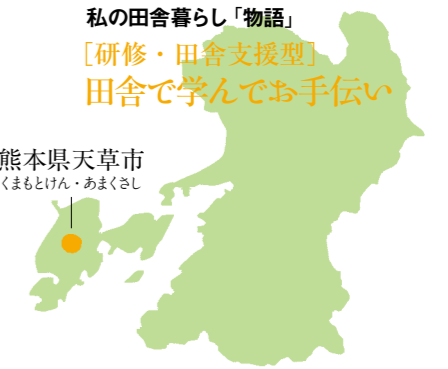 私の田舎暮らし「物語」
［研修・田舎支援型］
田舎で学んでお手伝い
熊本県天草市
くまもとけん・あまくさし